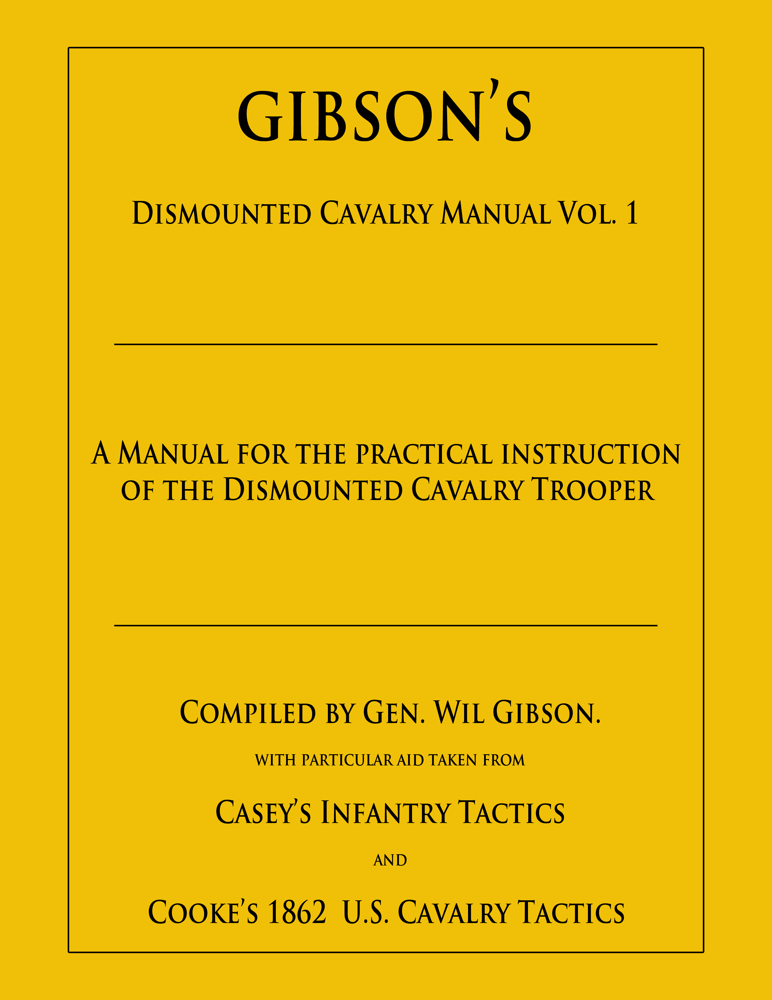 GIBSON'S
DISMOUNTED CAVALRY MANUAL VOL. 1
A MANUAL FOR THE PRACTICAL INSTRUCTION
OF THE DISMOUNTED CAVALRY TROOPER
COMPILED BY GEN. WIL GIBSON.
WITH PARTICULAR AID TAKEN FROM
CASEY'S INFANTRY TACTICS
AND
COOKE'S 1862 U.S. CAVALRY TACTICS